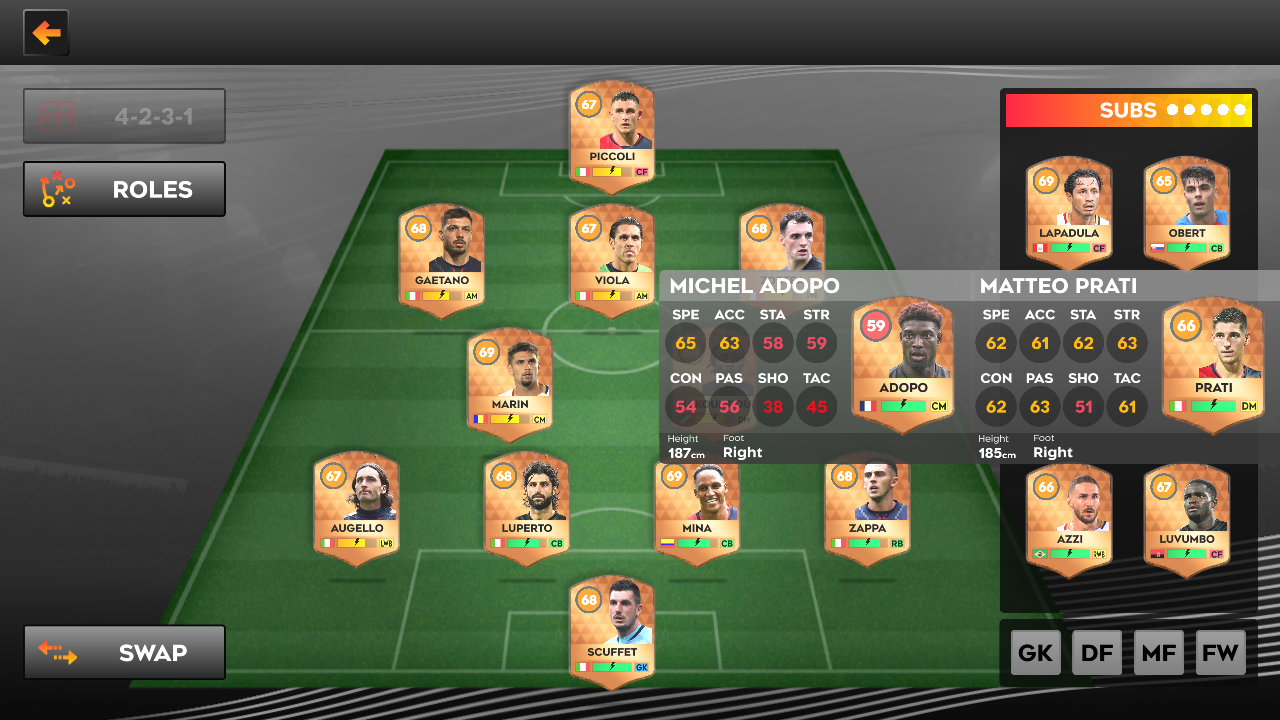 4-2-3-1
ROLES
SWAP
67
PICCOLI
CF
68
GAETANO
AM
67
VIOLA
AM
68
69
MARIN
CM
67
AUGELLO
LWB
68
LUPERTO
CB
69
MINA
CB
68
ZAPPA
RB
68
SCUFFET
GK
SUBS
69
LAPADULA
CF
65
OBERT
CB
MICHEL ADOPO
SPE ACC STA STR
65 63 58 59
CON PAS SHO TAC
54 56 38 45
Height Foot
187cm Right
59
ADOPO
CM
MATTEO PRATI
SPE ACC STA STR
62 61 62 63
CON PAS SHO TAC
62 63 51 61
Height Foot
185cm Right
66
PRATI
DM
66
AZZI
LWB
67
LUVUMBO
CF
GK DF MF FW